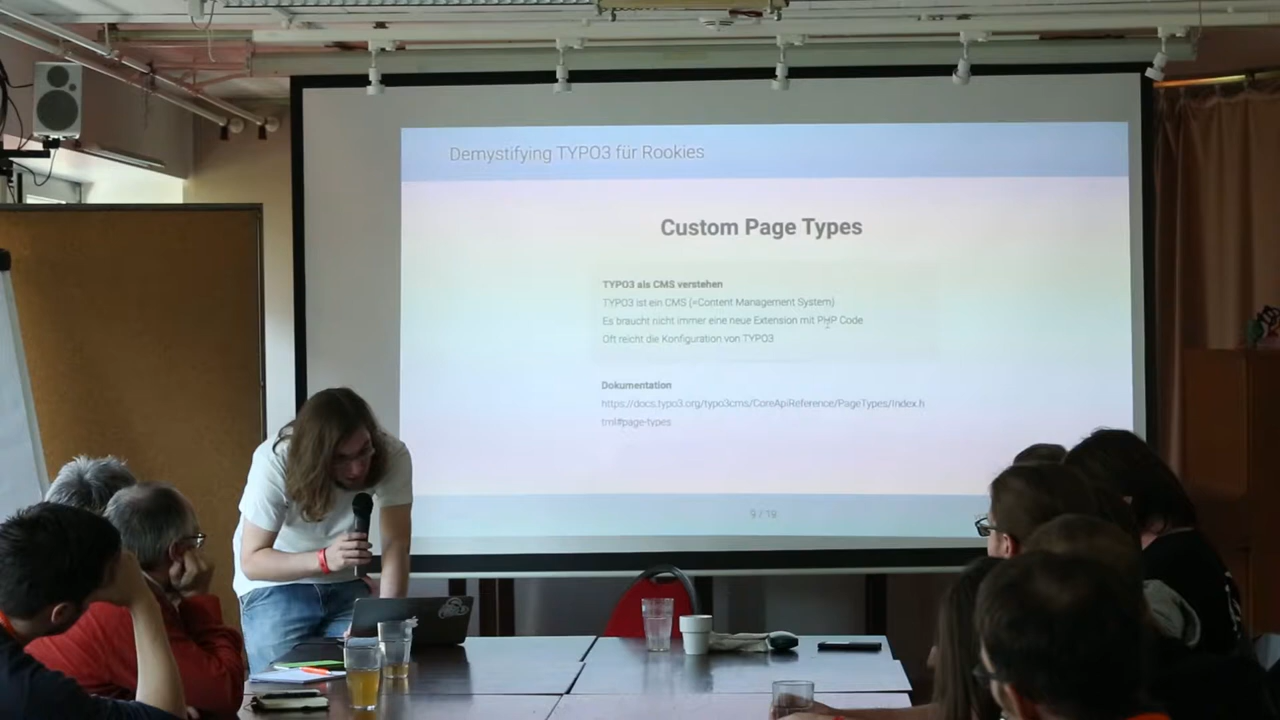 Demystifying TYPO3 für Rookies
Custom Page Types
TYPO3 als CMS verstehen
TYPO3 ist ein CMS (=Content Management System)
Es braucht nicht immer eine neue Extension mit PHP Code
Oft reicht die Konfiguration von TYPO3
Dokumentation
https://docs.typo3.org/typo3cms/CoreApiReference/PageTypes/Index.h
tml#page-types
9 / 19